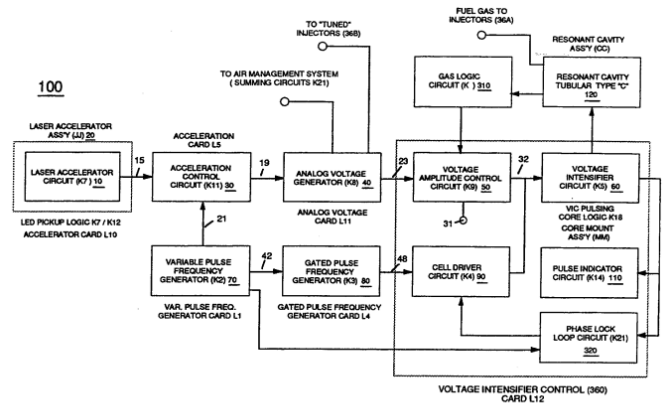 FUEL GAS TO
INJECTORS (36A)
TO "TUNED"
INJECTORS (36B)
RESONANT CAVITY
ASS'Y (CC)
TO AIR MANAGEMENT SYSTEM
( SUMMING CIRCUITS K21)
GAS LOGIC
CIRCUIT (K ) 310
RESONANT CAVITY
TUBULAR TYPE "C"
120
100
LASER ACCELERATOR
ASS'Y (JJ) 20
ACCELERATION
CARD L5
15
19
23
32
LASER ACCELERATOR
CIRCUIT (K7 ) 10
ACCELERATION
CONTROL
CIRCUIT (K11) 30
ANALOG VOLTAGE
GENERATOR (K8) 40
VOLTAGE
AMPLITUDE CONTROL
CIRCUIT (K9) 50
VOLTAGE
INTENSIFIER
CIRCUIT (K5) 60
LED PICKUP LOGIC K7 / K12
ACCELERATOR CARD L10
21
ANALOG VOLTAGE
CARD L11
31
VIC PULSING
CORE LOGIC K18
CORE MOUNT
ASS'Y (MM)
42
48
VARIABLE PULSE
FREQUENCY
GENERATOR (K2) 70
GATED PULSE
FREQUENCY
GENERATOR (K3) 80
CELL DRIVER
CIRCUIT (K4) 90
PULSE INDICATOR
CIRCUIT (K14) 110
VAR. PULSE FREQ.
GENERATOR CARD L1
GATED PULSE FREQUENCY
GENERATOR CARD L4
PHASE LOCK
LOOP CIRCUIT (K21)
320
VOLTAGE INTENSIFIER CONTROL (360)
CARD L12